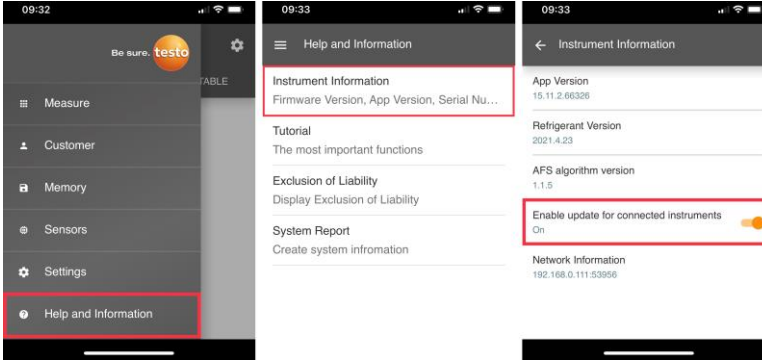 09:32
Be sure. testo
TABLE
Measure
Customer
Memory
Sensors
Settings
Help and Information
09:33
Help and Information
Instrument Information
Firmware Version, App Version, Serial Nu...
Tutorial
The most important functions
Exclusion of Liability
Display Exclusion of Liability
System Report
Create system infromation
09:33
Instrument Information
App Version
15.11.2.66326
Refrigerant Version
2021.4.23
AFS algorithm version
1.1.5
Enable update for connected instruments
On
Network Information
192.168.0.111:53956